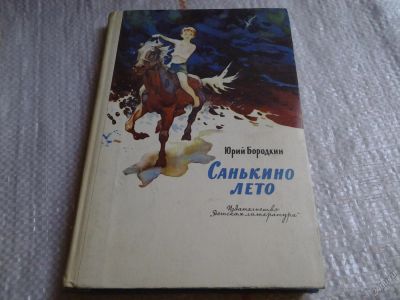 Юрий Бородкин
Санькино
лето
Издательство
„Детская литература"